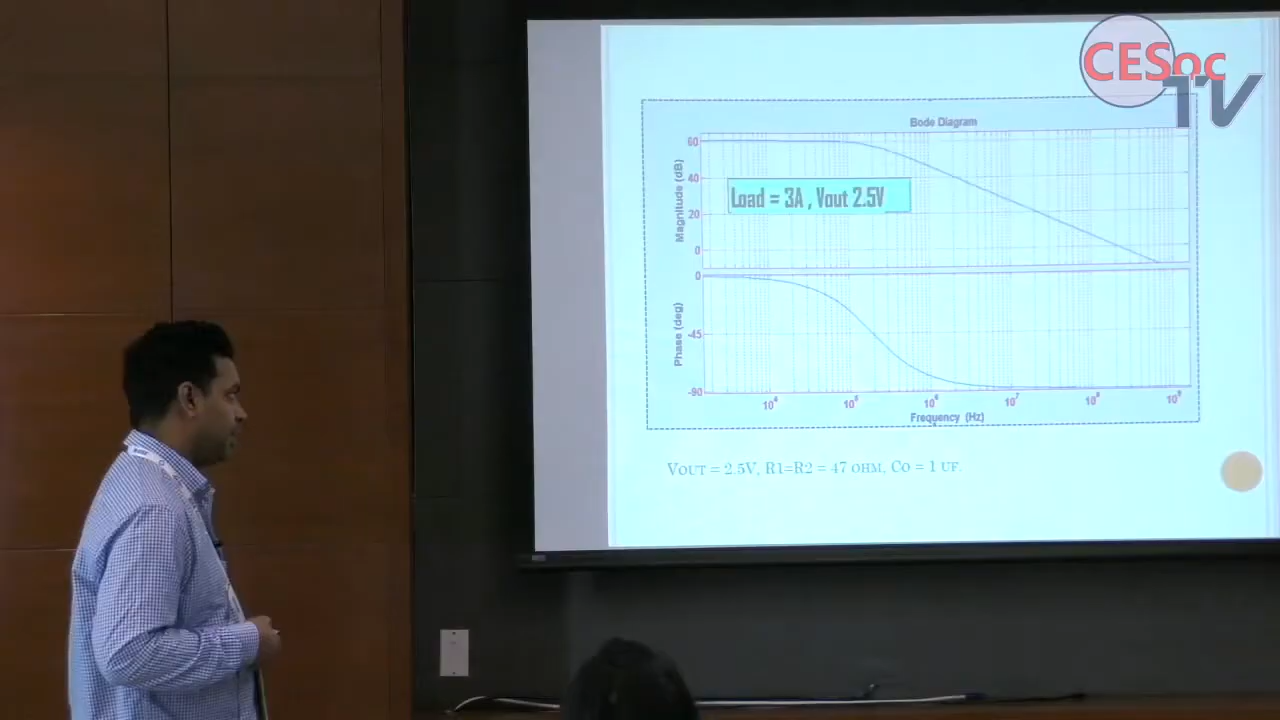 CESoc
TV
Bode Diagram
Magnitude (dB)
60
40
20
0
Load = 3A , Vout 2.5V
Phase (deg)
0
-45
-90
10⁴ 10⁵ 10⁶ 10⁷ 10⁸ 10⁹
Frequency (Hz)
VOUT = 2.5V, R1=R2 = 47 OHM, CO = 1 UF.